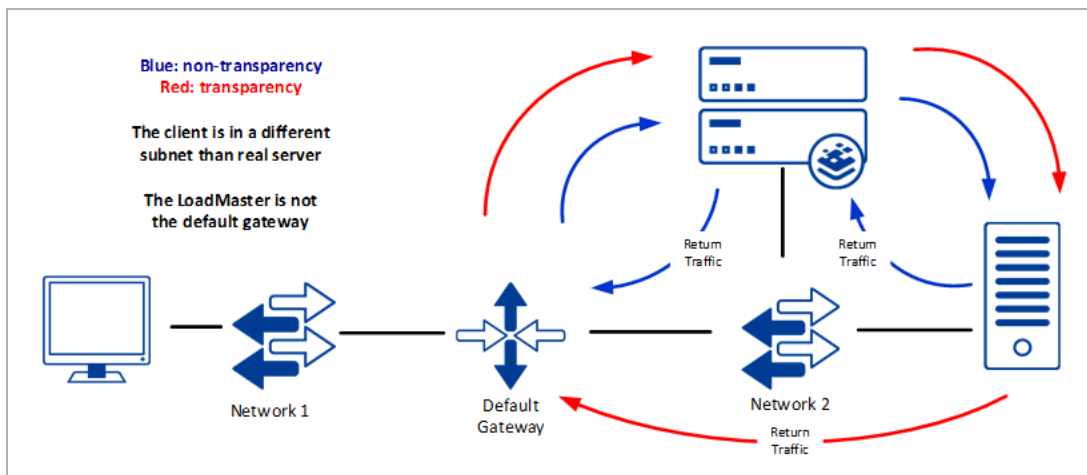 Blue: non-transparency
Red: transparency
The client is in a different
subnet than real server
The LoadMaster is not
the default gateway
Return
Traffic
Return
Traffic
Network 1
Default
Gateway
Network 2
Return
Traffic